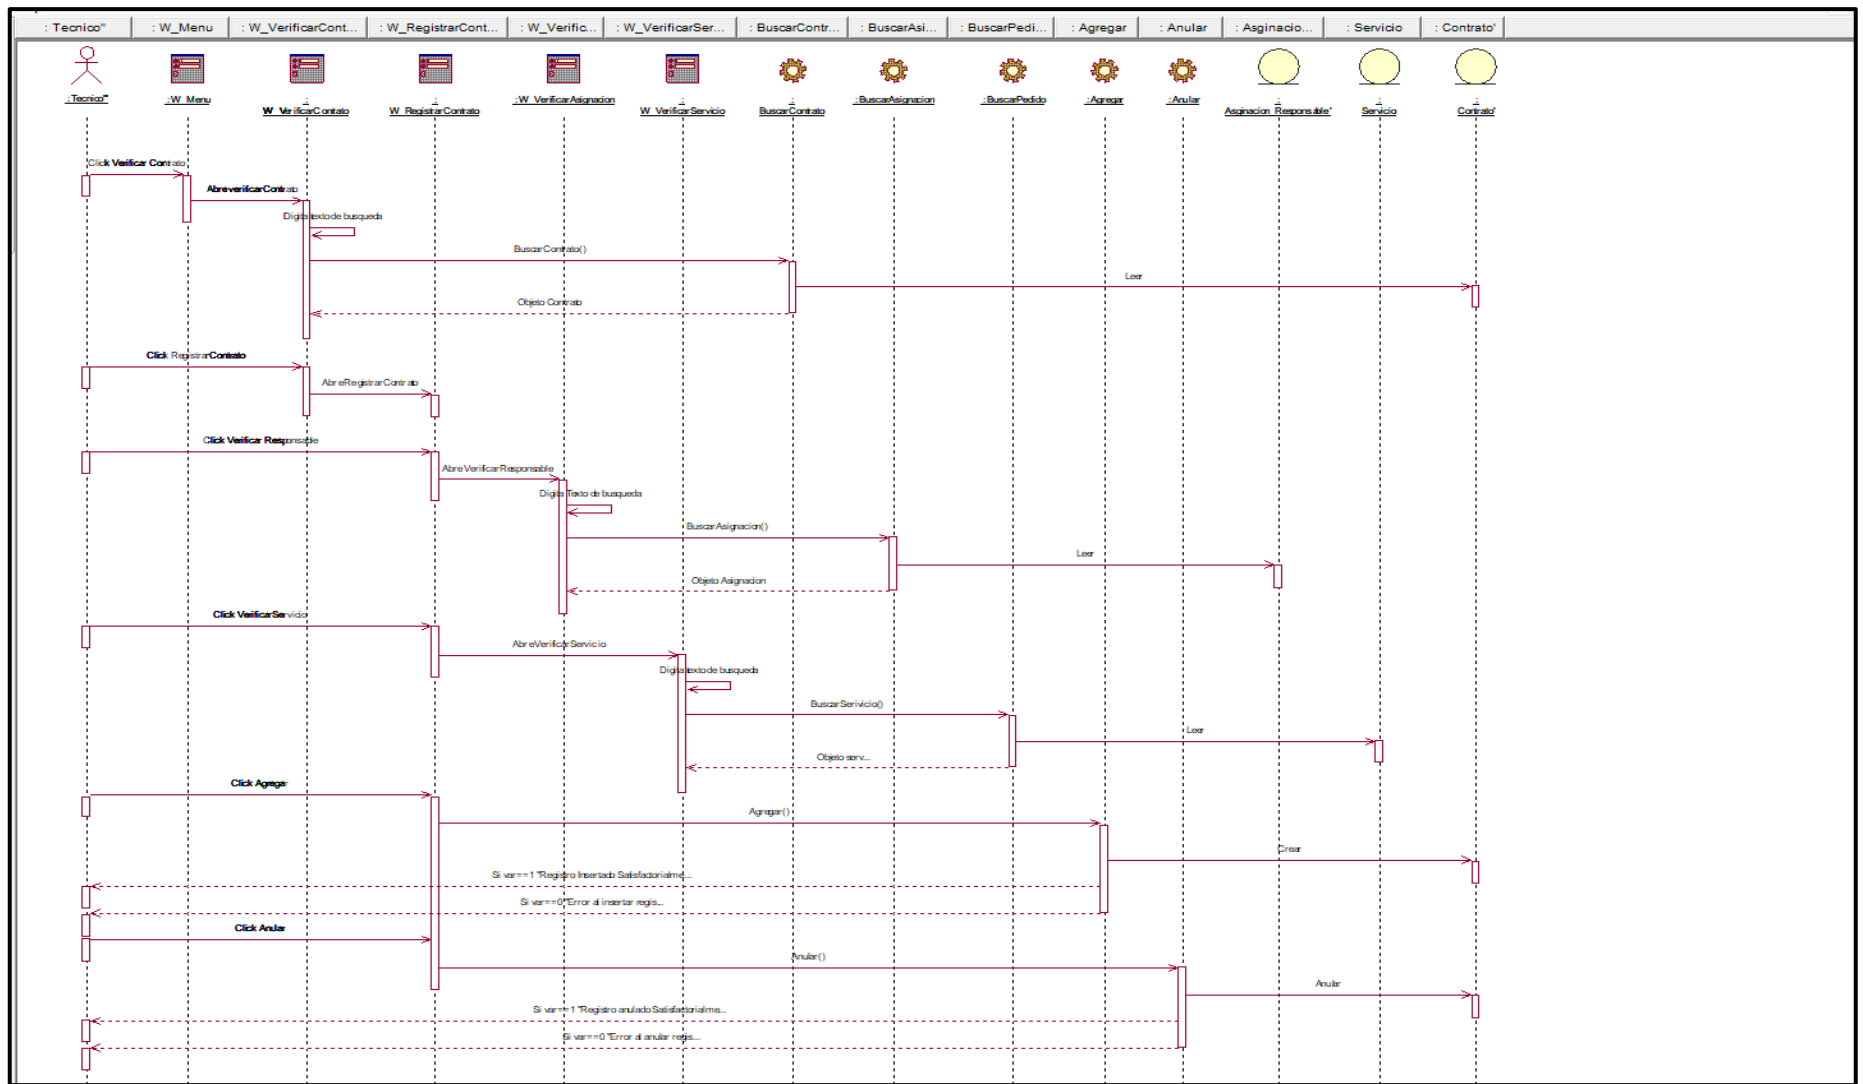 : Tecnico"
: W_Menu
: W_VerificarCont...
: W_RegistrarCont...
: W_Verific...
: W_VerificarSer...
: BuscarContr...
: BuscarAsi...
: BuscarPedi...
: Agregar
: Anular
: Asginacio...
: Servicio
: Contrato'
:Tecnico"
:W_Menu
:
W_VerificarContato
:
W_RegistrarContrato
:W_VerificarAsignacion
:
W_VerificarServicio
:
BuscarContrato
:BuscarAsignacion
:BuscarPedido
:Agregar
:Anular
:
Asginacion_Responsable'
:
Servicio
:
Contrato'
Click Verificar Contrato
AbreverificarContrato
Digita texto de busqueda
BuscarContrato()
Leer
Objeto Contrato
Click RegistrarContrato
AbreRegistrarContrato
Click Verificar Responsable
AbreVerificarResponsable
Digita Texto de busqueda
BuscarAsignacion()
Leer
Objeto Asignacion
Click VerificarServicio
AbreVerificarServicio
Digita texto de busqueda
BuscarSerivicio()
Leer
Objeto serv...
Click Agregar
Agregar()
Crear
Si var==1 "Registro Insertado Satisfactorialme...
Si var==0 "Error al insertar regis...
Click Anular
Anular()
Anular
Si var==1 "Registro anulado Satisfactorialme...
Si var==0 "Error al anular regis...